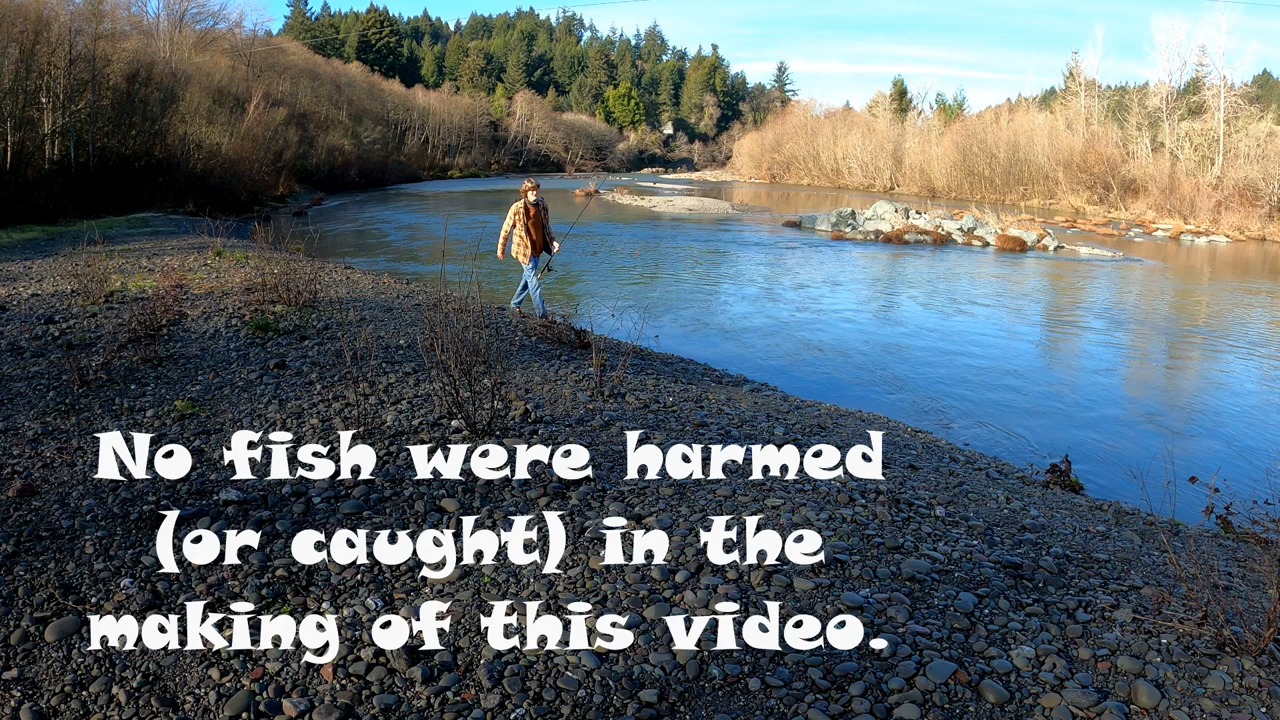 No fish were harmed
(or caught) in the
making of this video.